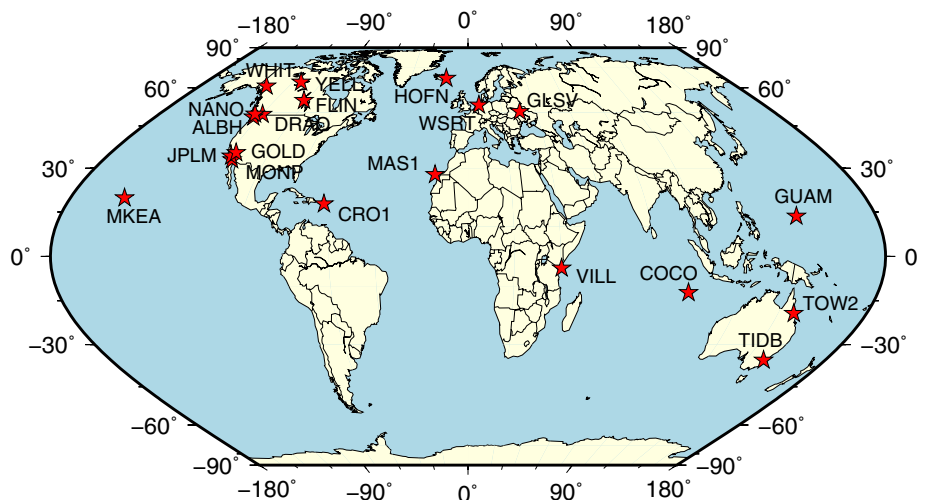 −180˚ −90˚ 0˚ 90˚ 180˚
90˚ 90˚
WHIT YELL
60˚ 60˚
HOFN GLSV
NANO FLIN
ALBH DRAO WSRT
JPLM GOLD MAS1
30˚ MONP 30˚
MKEA CRO1 GUAM
0˚ VILL COCO 0˚
TOW2
−30˚ TIDB −30˚
−60˚ −60˚
−90˚ −90˚
−180˚ −90˚ 0˚ 90˚ 180˚